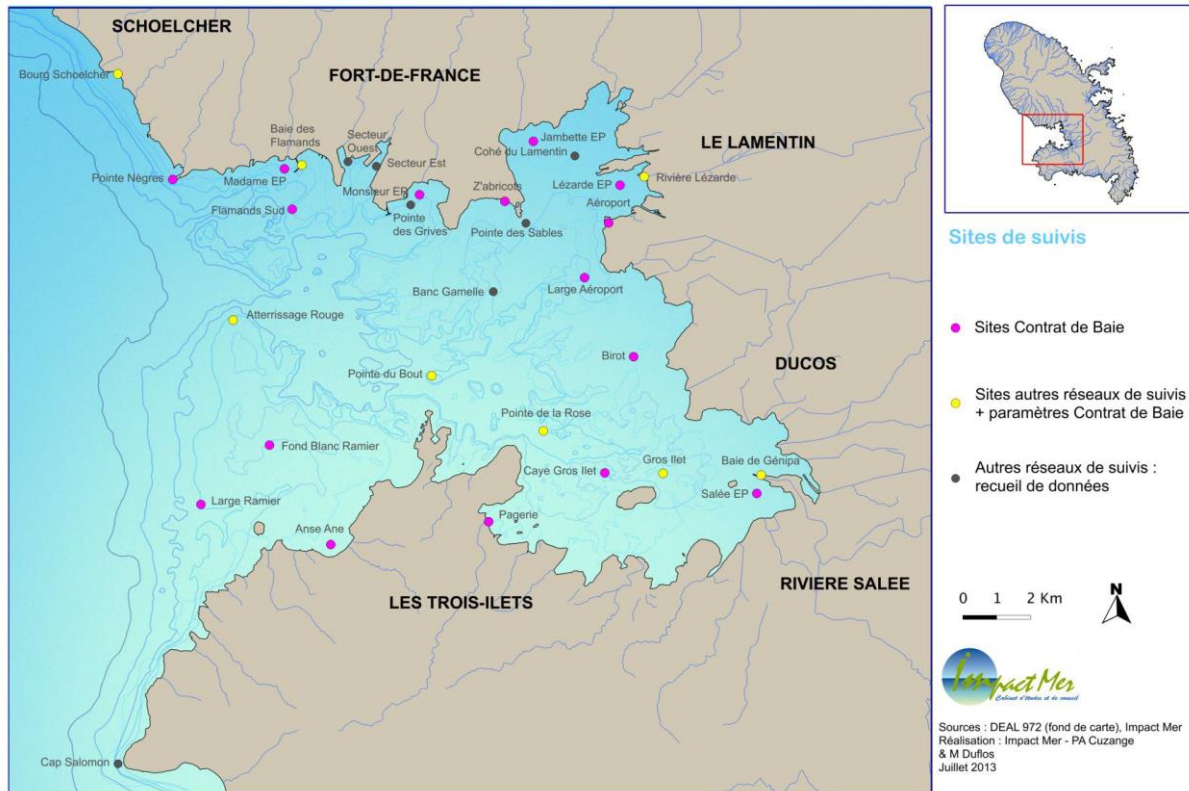 SCHOELCHER
Bourg Schoelcher
FORT-DE-FRANCE
Baie des
Flamands
Secteur
Ouest
Secteur Est
Jambette EP
Cohé du Lamentin
LE LAMENTIN
Pointe Nègres
Madame EP
Monsieur EP
Z'abricots
Lézarde EP
Rivière Lézarde
Flamands Sud
Pointe
des Grives
Pointe des Sables
Aéroport
Banc Gamelle
Large Aéroport
Atterrissage Rouge
Birot
Pointe du Bout
DUCOS
Pointe de la Rose
Fond Blanc Ramier
Cayé Gros Ilet
Gros Ilet
Baie de Génipa
Salée EP
Large Ramier
Pagerie
Anse Ane
LES TROIS-ILETS
RIVIERE SALEE
Cap Salomon
Sites de suivis
Sites Contrat de Baie
Sites autres réseaux de suivis
+ paramètres Contrat de Baie
Autres réseaux de suivis :
recueil de données
0 1 2 Km
N
Impact Mer
Cabinet d'études et de conseil
Sources : DEAL 972 (fond de carte), Impact Mer
Réalisation : Impact Mer - PA Cuzange
& M Duflos
Juillet 2013